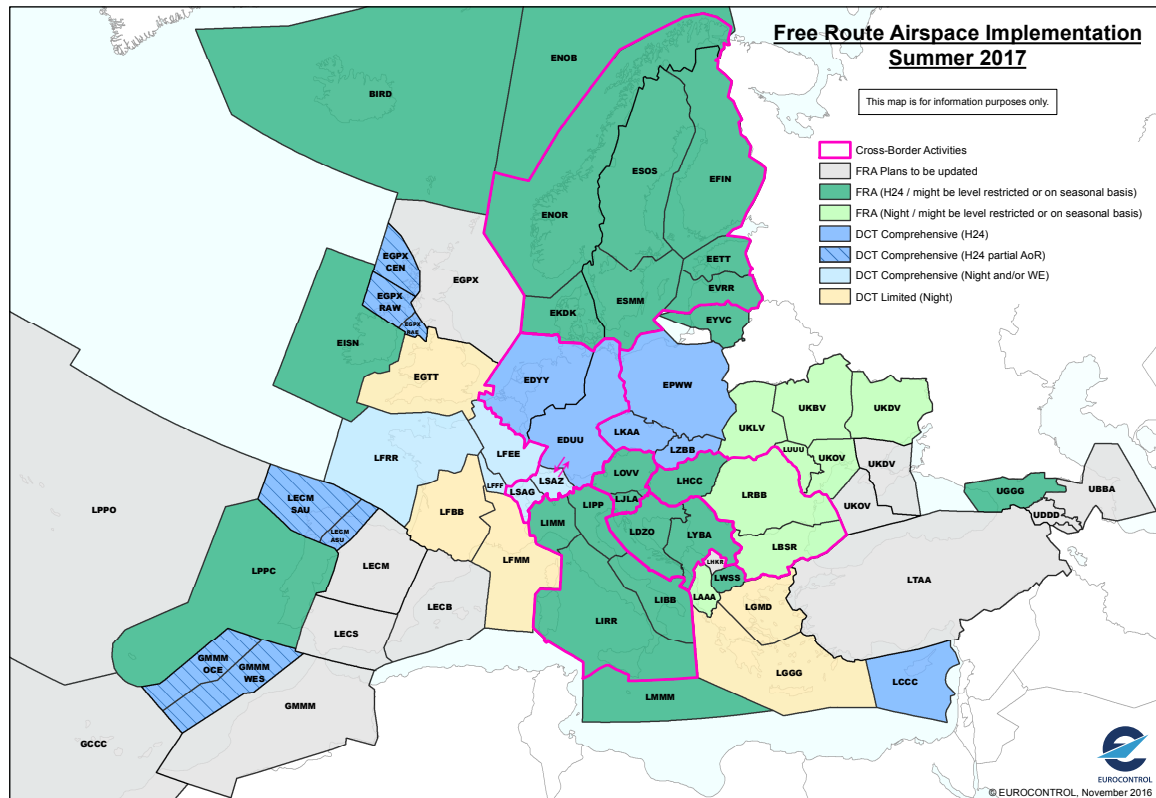 Free Route Airspace Implementation
Summer 2017
This map is for information purposes only.
Cross-Border Activities
FRA Plans to be updated
FRA (H24 / might be level restricted or on seasonal basis)
FRA (Night / might be level restricted or on seasonal basis)
DCT Comprehensive (H24)
DCT Comprehensive (H24 partial AoR)
DCT Comprehensive (Night and/or WE)
DCT Limited (Night)
ENOB
BIRD
ESOS
EFIN
ENOR
EETT
EGPX
CEN
EGPX
EVRR
EGPX
RAW
ESMM
EKDK
EYVC
EGPX
RAE
EISN
EGTT
EDYY
EPWW
UKLV
UKBV
UKDV
LKAA
EDUU
LZBB
LUUU
UKOV
UKDV
LFRR
LFEE
LOVV
LSAZ
LFFF
LSAG
LHCC
LRBB
UKOV
UGGG
UBBA
UDDD
LECM
SAU
LPPO
LFBB
LIMM
LIPP
LJLA
LECM
ASU
LDZO
LYBA
LBSR
LFMM
LECM
LHKR
LWSS
LTAA
LPPC
LAAA
LIBB
LGMD
LECB
LIRR
LECS
GMMM
OCE
GMMM
WES
LGGG
LCCC
LMMM
GMMM
GCCC
EUROCONTROL
© EUROCONTROL, November 2016